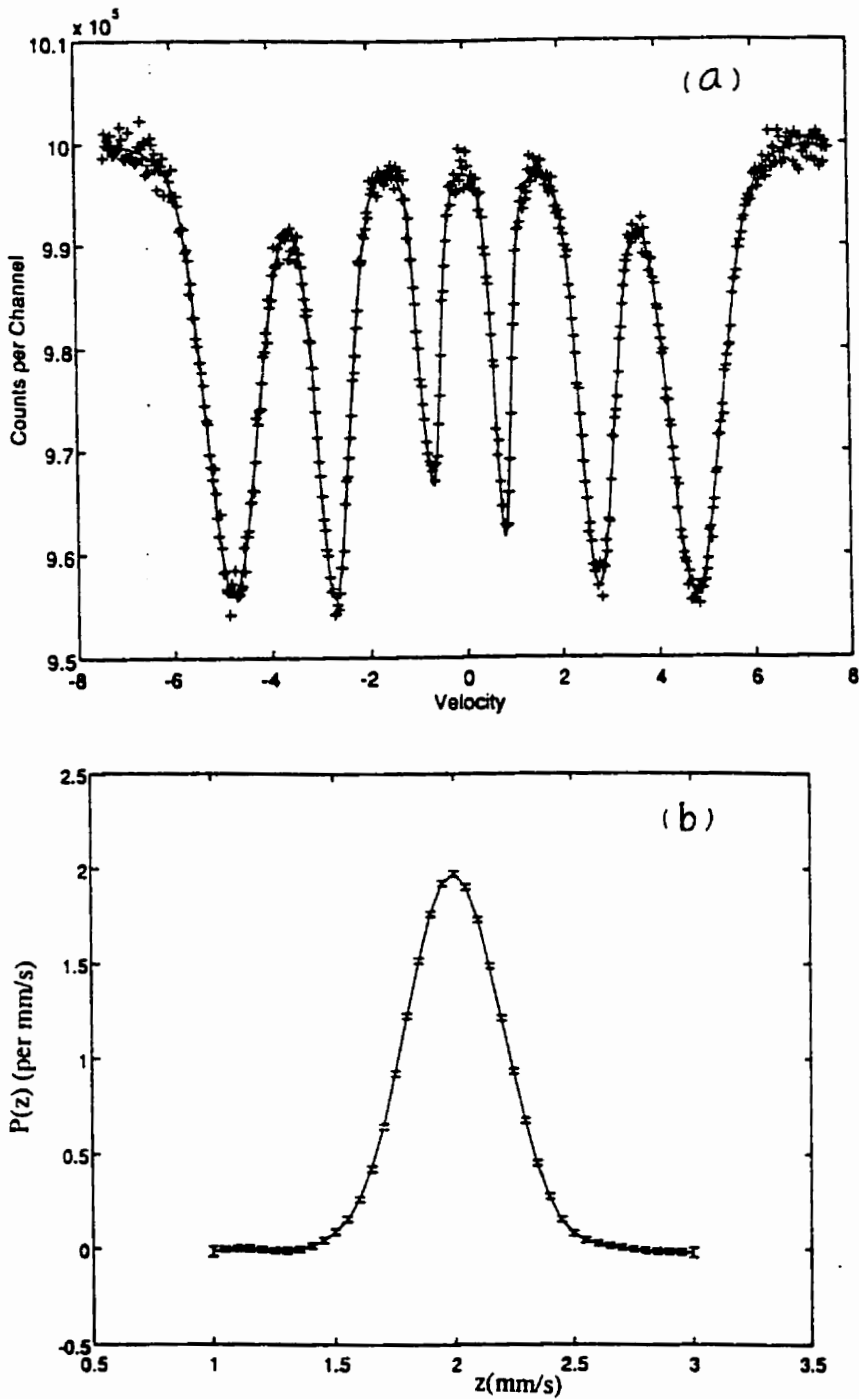 x 10^5
10.1
(a)
10
9.9
9.8
9.7
9.6
9.5
Counts per Channel
-8 -6 -4 -2 0 2 4 6 8
Velocity
2.5
(b)
2
1.5
1
0.5
0
-0.5
P(z) (per mm/s)
0.5 1 1.5 2 2.5 3 3.5
z(mm/s)